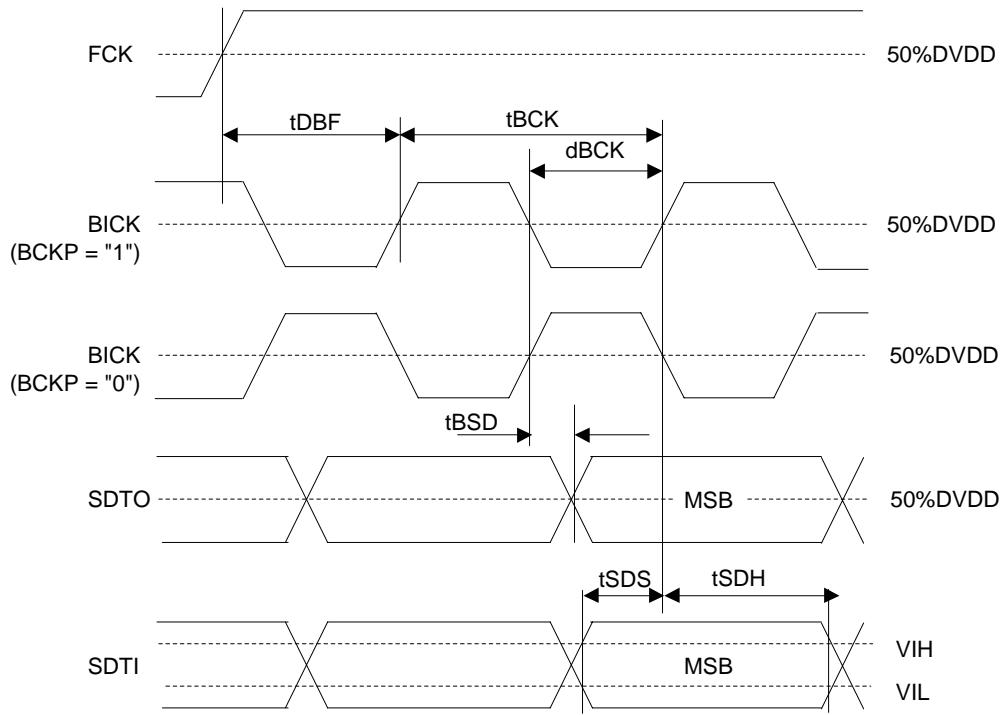 FCK
50%DVDD
tDBF
tBCK
dBCK
BICK
(BCKP = "1")
50%DVDD
BICK
(BCKP = "0")
50%DVDD
tBSD
SDTO
MSB
50%DVDD
tSDS
tSDH
SDTI
MSB
VIH
VIL